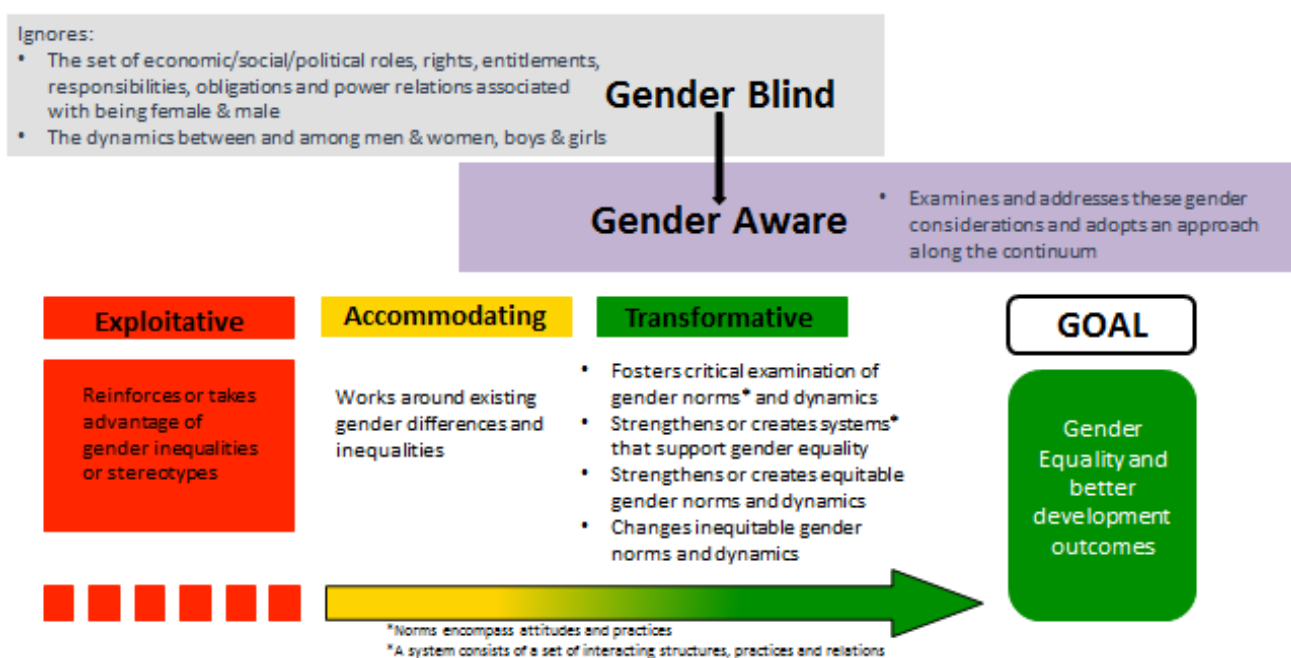 Ignores:
• The set of economic/social/political roles, rights, entitlements,
responsibilities, obligations and power relations associated
with being female & male
• The dynamics between and among men & women, boys & girls
Gender Blind
Gender Aware
• Examines and addresses these gender
considerations and adopts an approach
along the continuum
Exploitative
Reinforces or takes
advantage of
gender inequalities
or stereotypes
Accommodating
Works around existing
gender differences and
inequalities
Transformative
• Fosters critical examination of
gender norms* and dynamics
• Strengthens or creates systems*
that support gender equality
• Strengthens or creates equitable
gender norms and dynamics
• Changes inequitable gender
norms and dynamics
GOAL
Gender
Equality and
better
development
outcomes
*Norms encompass attitudes and practices
*A system consists of a set of interacting structures, practices and relations